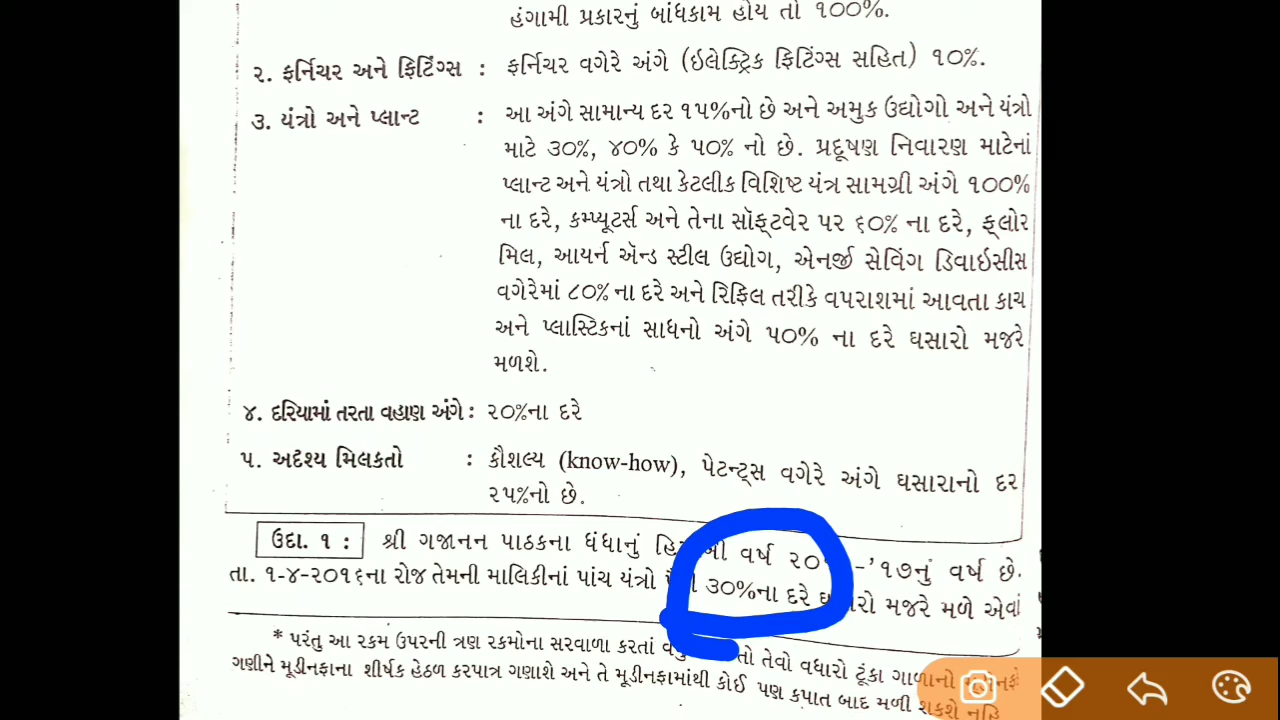 હંગામી પ્રકારનું બાંધકામ હોય તો ૧૦૦%.
૨. ફર્નિચર અને ફિટિંગ્સ : ફર્નિચર વગેરે અંગે (ઇલેક્ટ્રિક ફિટિંગ્સ સહિત) ૧૦%.
૩. યંત્રો અને પ્લાન્ટ : આ અંગે સામાન્ય દર ૧૫%નો છે અને અમુક ઉદ્યોગો અને યંત્રો
માટે ૩૦%, ૪૦% કે ૫૦% નો છે. પ્રદૂષણ નિવારણ માટેનાં
પ્લાન્ટ અને યંત્રો તથા કેટલીક વિશિષ્ટ યંત્ર સામગ્રી અંગે ૧૦૦%
ના દરે, કમ્પ્યૂટર્સ અને તેના સૉફ્ટવેર પર ૬૦% ના દરે, ફ્લોર
મિલ, આયર્ન ઍન્ડ સ્ટીલ ઉદ્યોગ, એનર્જી સેવિંગ ડિવાઇસીસ
વગેરેમાં ૮૦% ના દરે અને રિફિલ તરીકે વપરાશમાં આવતા કાચ
અને પ્લાસ્ટિકનાં સાધનો અંગે ૫૦% ના દરે ઘસારો મજરે
મળશે.
૪. દરિયામાં તરતા વહાણ અંગે : ૨૦%ના દરે
૫. અદૃશ્ય મિલકતો : કૌશલ્ય (know-how), પેટન્ટ્સ વગેરે અંગે ઘસારાનો દર
૨૫%નો છે.
ઉદા. ૧ : શ્રી ગજાનન પાઠકના ધંધાનું વર્ષ -'૧૭નું વર્ષ છે.
તા. ૧-૪-૨૦૧૬ના રોજ તેમની માલિકીનાં પાંચ યંત્રો ૩૦%ના દરે મજરે મળે એવાં
* પરંતુ આ રકમ ઉપરની ત્રણ રકમોના સરવાળા કરતાં તો તેવો વધારો ટૂંકા ગાળાનો
ગણીને મૂડીનફાના શીર્ષક હેઠળ કરપાત્ર ગણાશે અને તે મૂડીનફામાંથી કોઈ પણ કપાત બાદ મળી શકશે નહિ